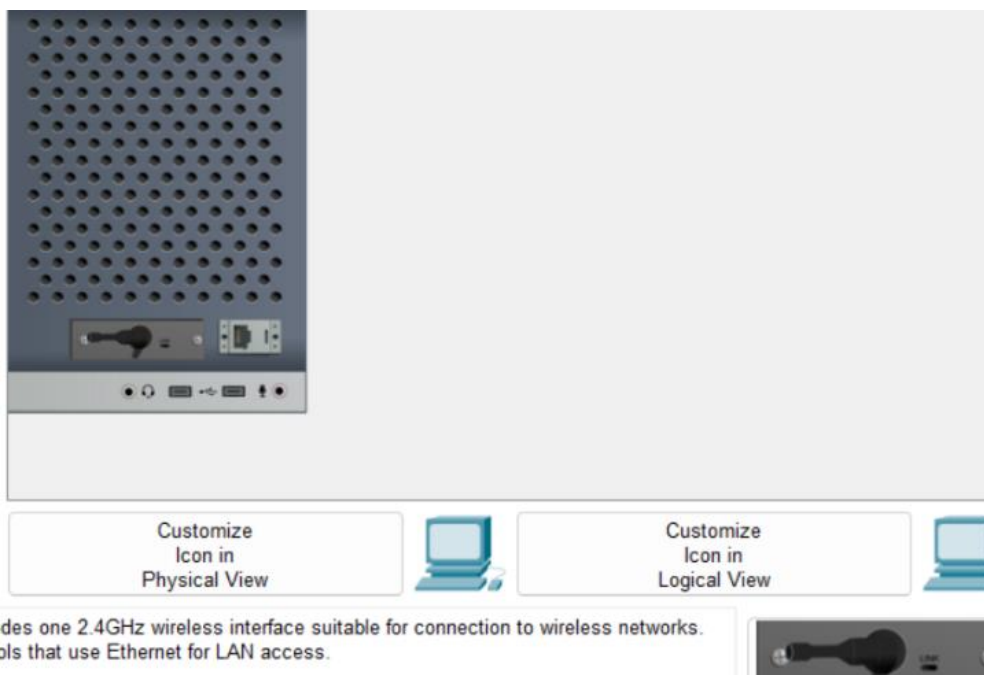 Customize
Icon in
Physical View
Customize
Icon in
Logical View
des one 2.4GHz wireless interface suitable for connection to wireless networks.
ols that use Ethernet for LAN access.
LINK